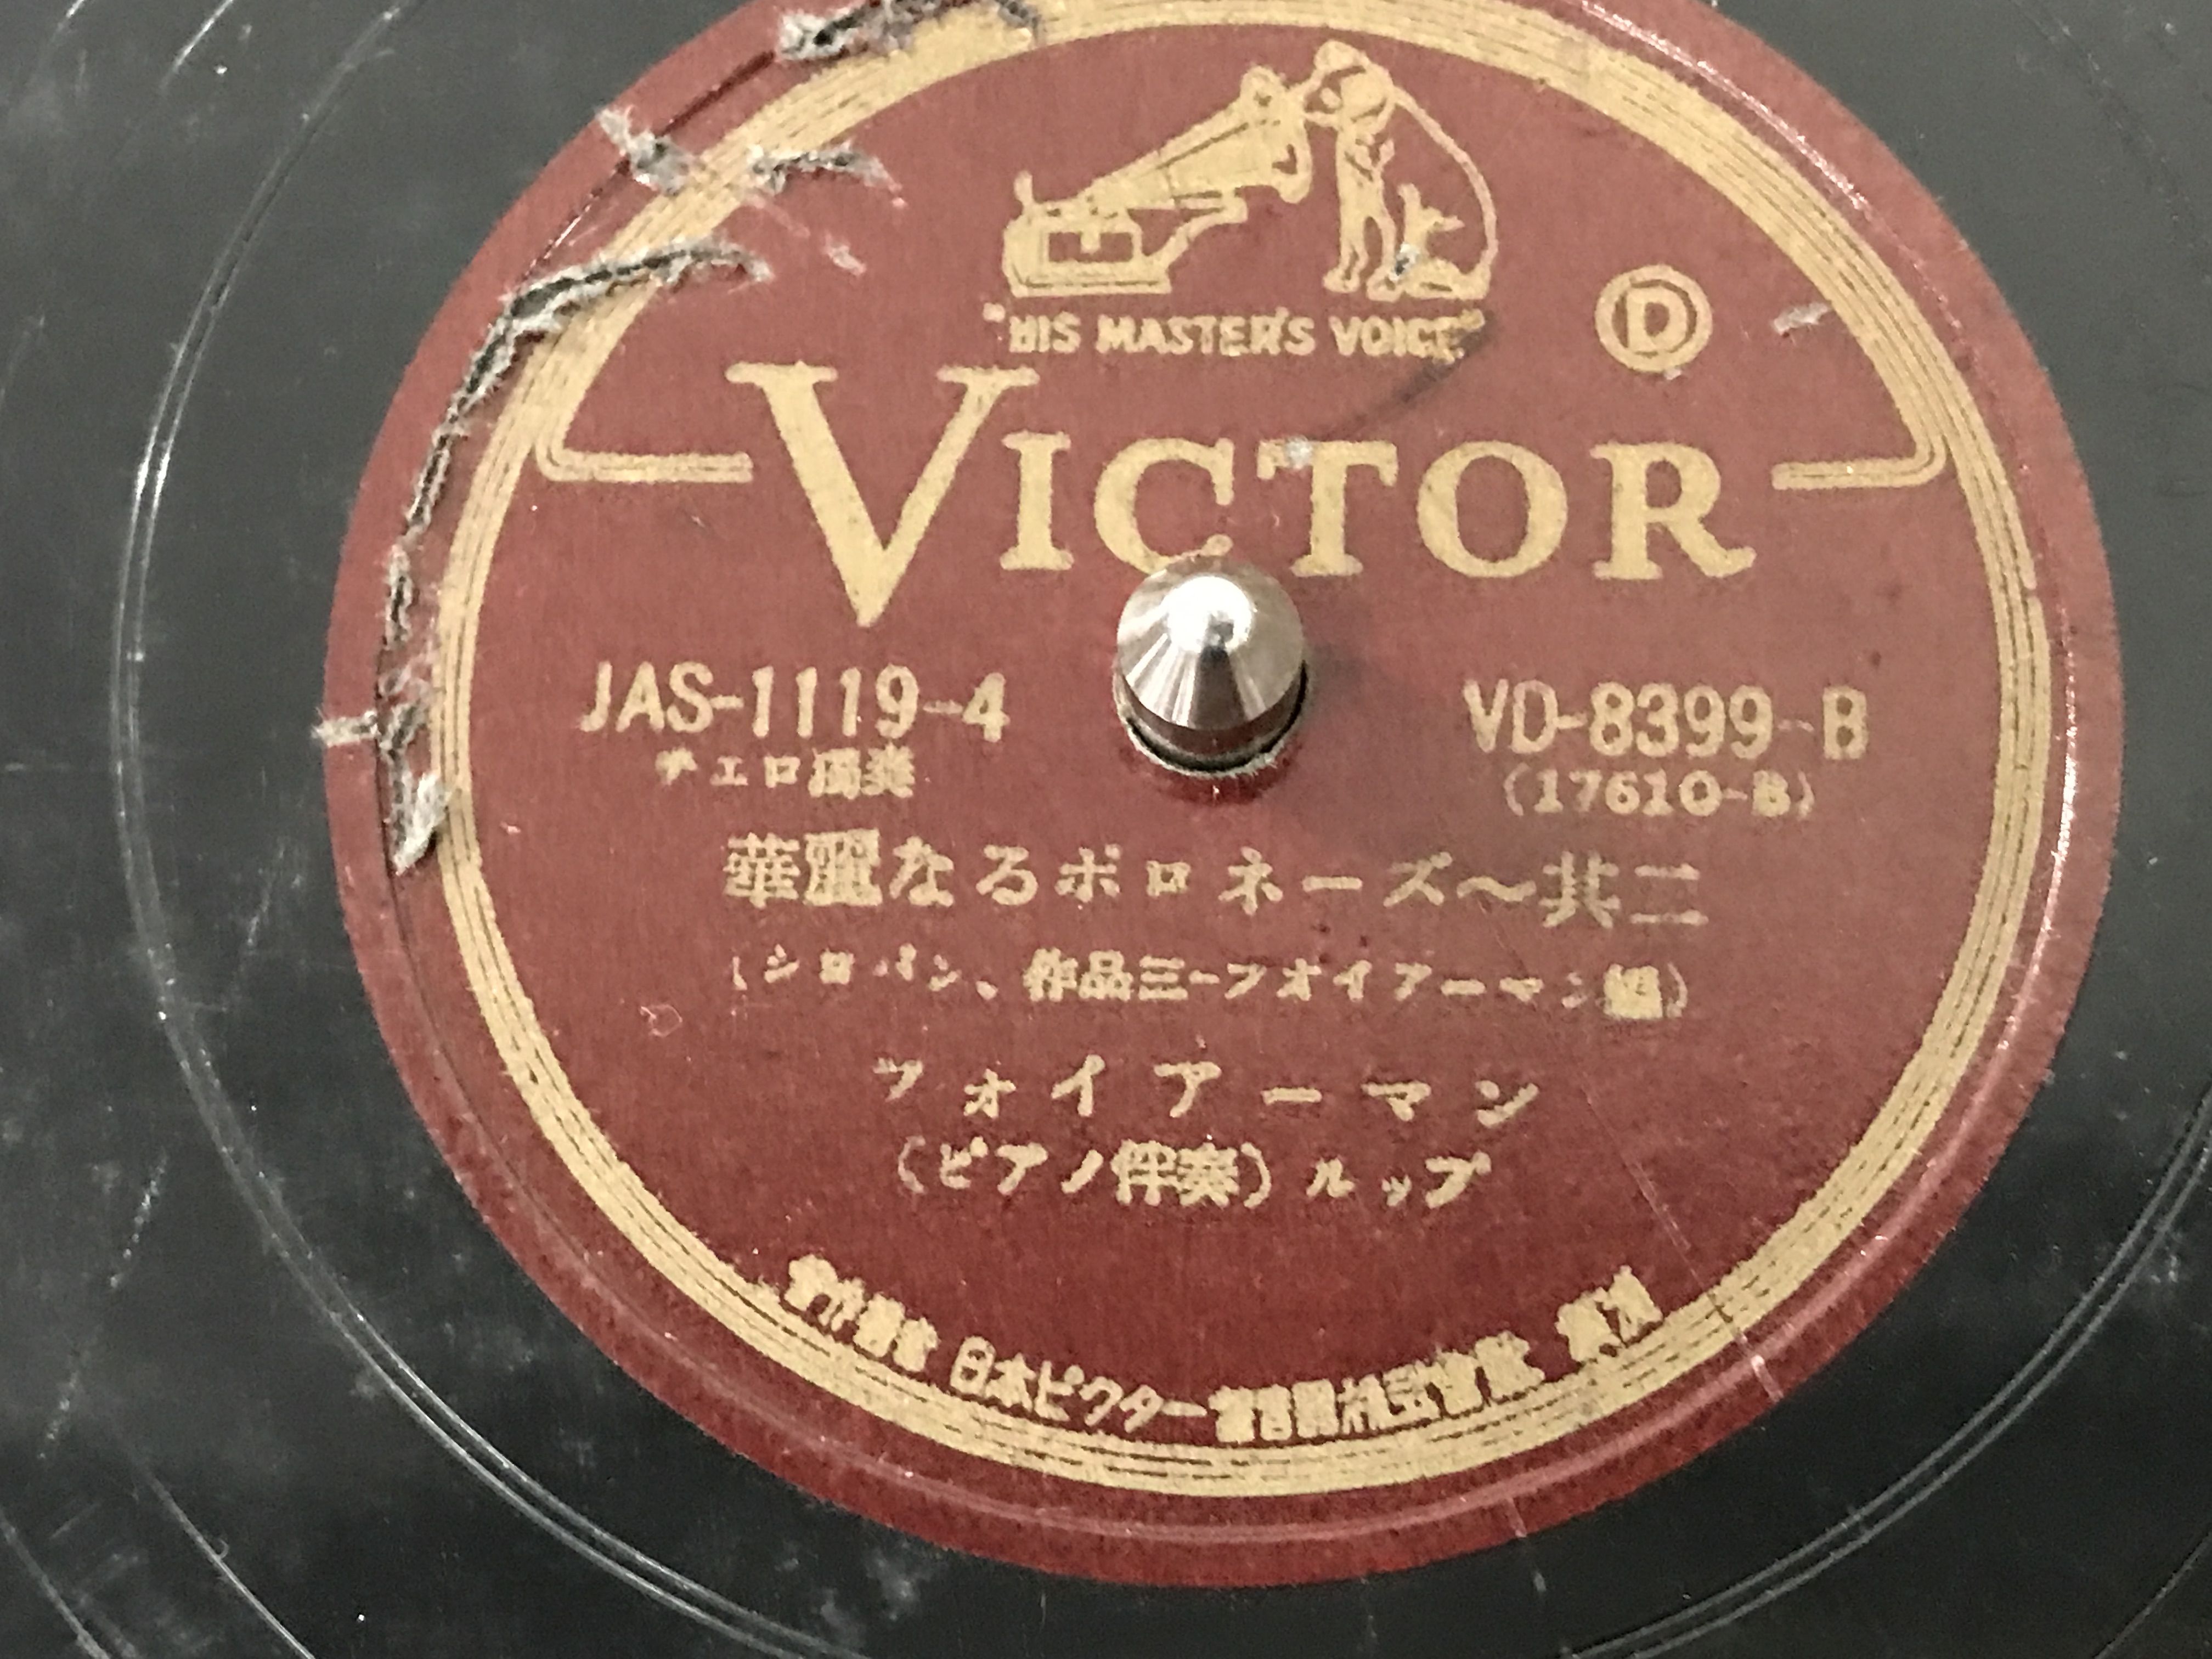 "HIS MASTER'S VOICE"
D
VICTOR
JAS-1119-4
チェロ獨奏
VD-8399-B
(17610-B)
華麗なるポロネーズ〜其二
(ショパン、作品三-フオイアーマン編)
フォイアーマン
(ピアノ伴奏) ルップ
日本ビクター蓄音器株式會社